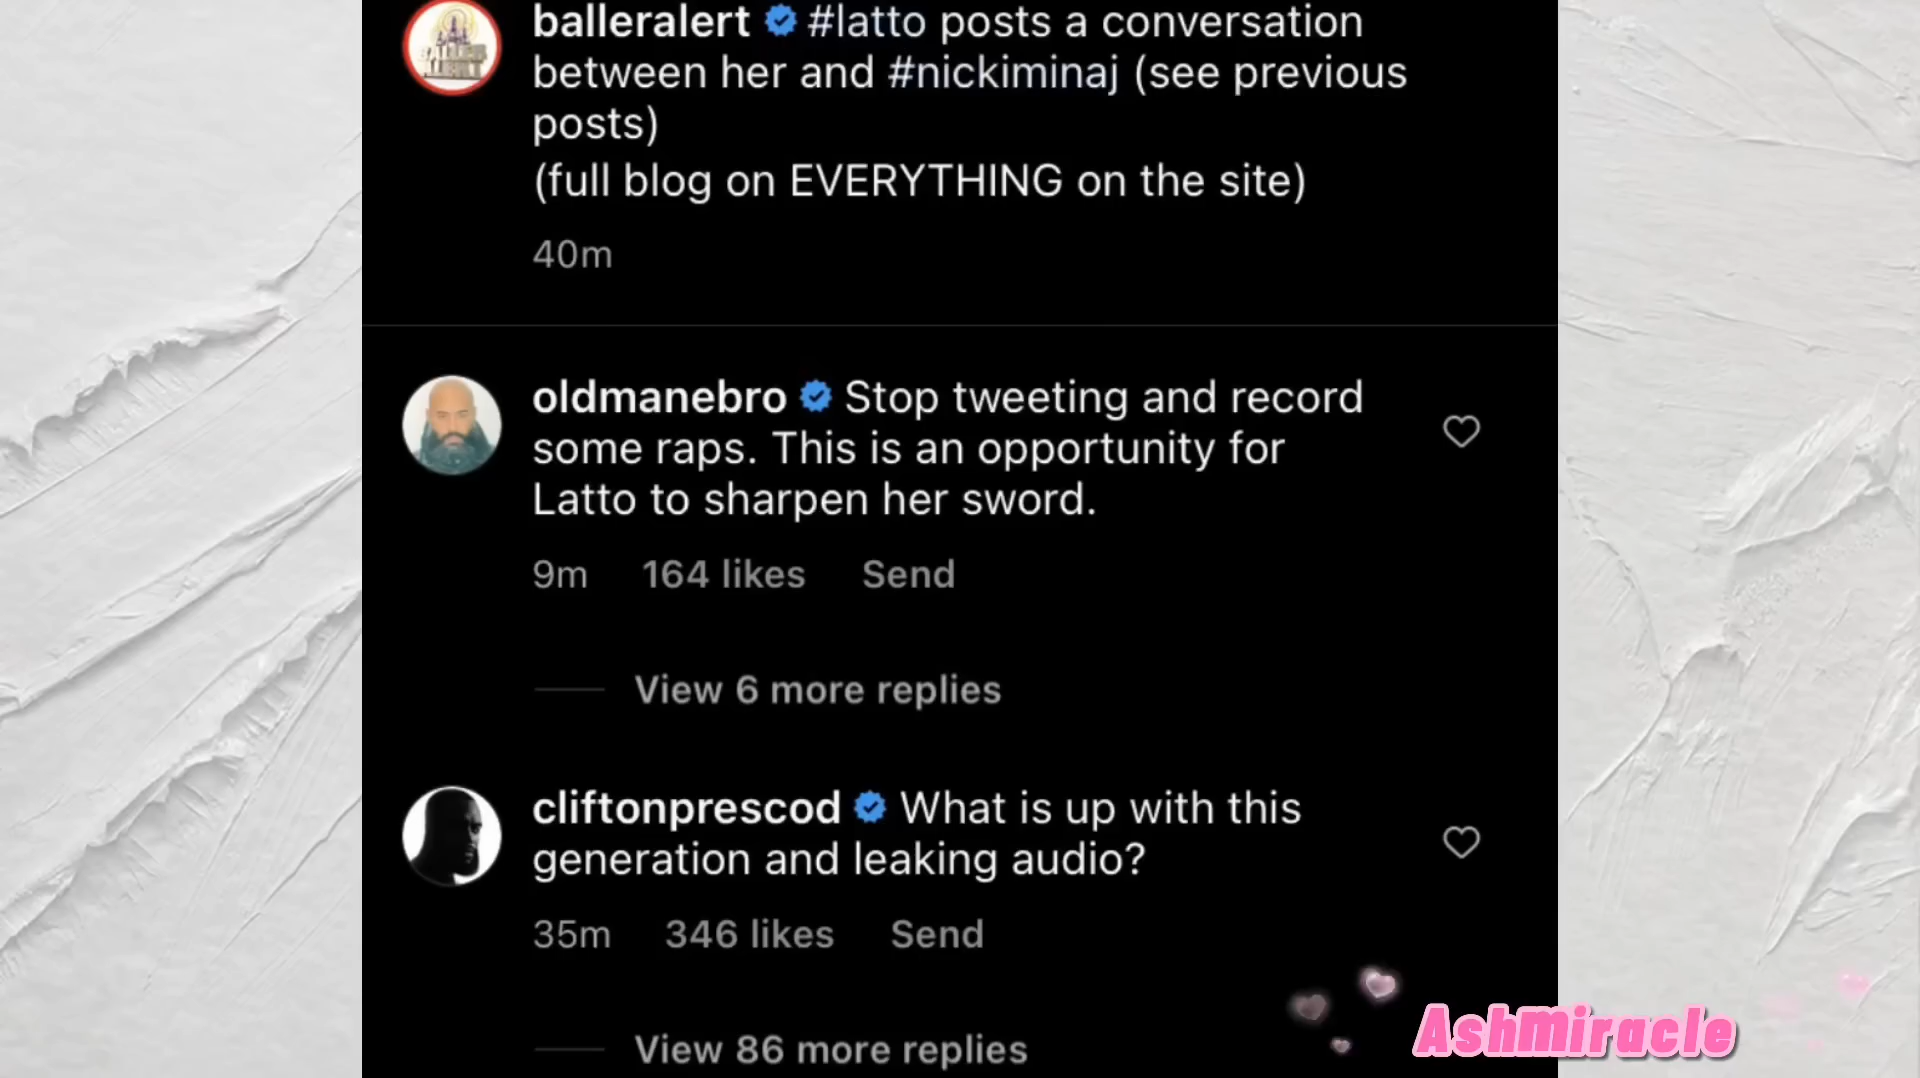 balleralert #latto posts a conversation
between her and #nickiminaj (see previous
posts)
(full blog on EVERYTHING on the site)
40m
oldmanebro Stop tweeting and record
some raps. This is an opportunity for
Latto to sharpen her sword.
9m 164 likes Send
View 6 more replies
cliftonprescod What is up with this
generation and leaking audio?
35m 346 likes Send
View 86 more replies
AshMiracle